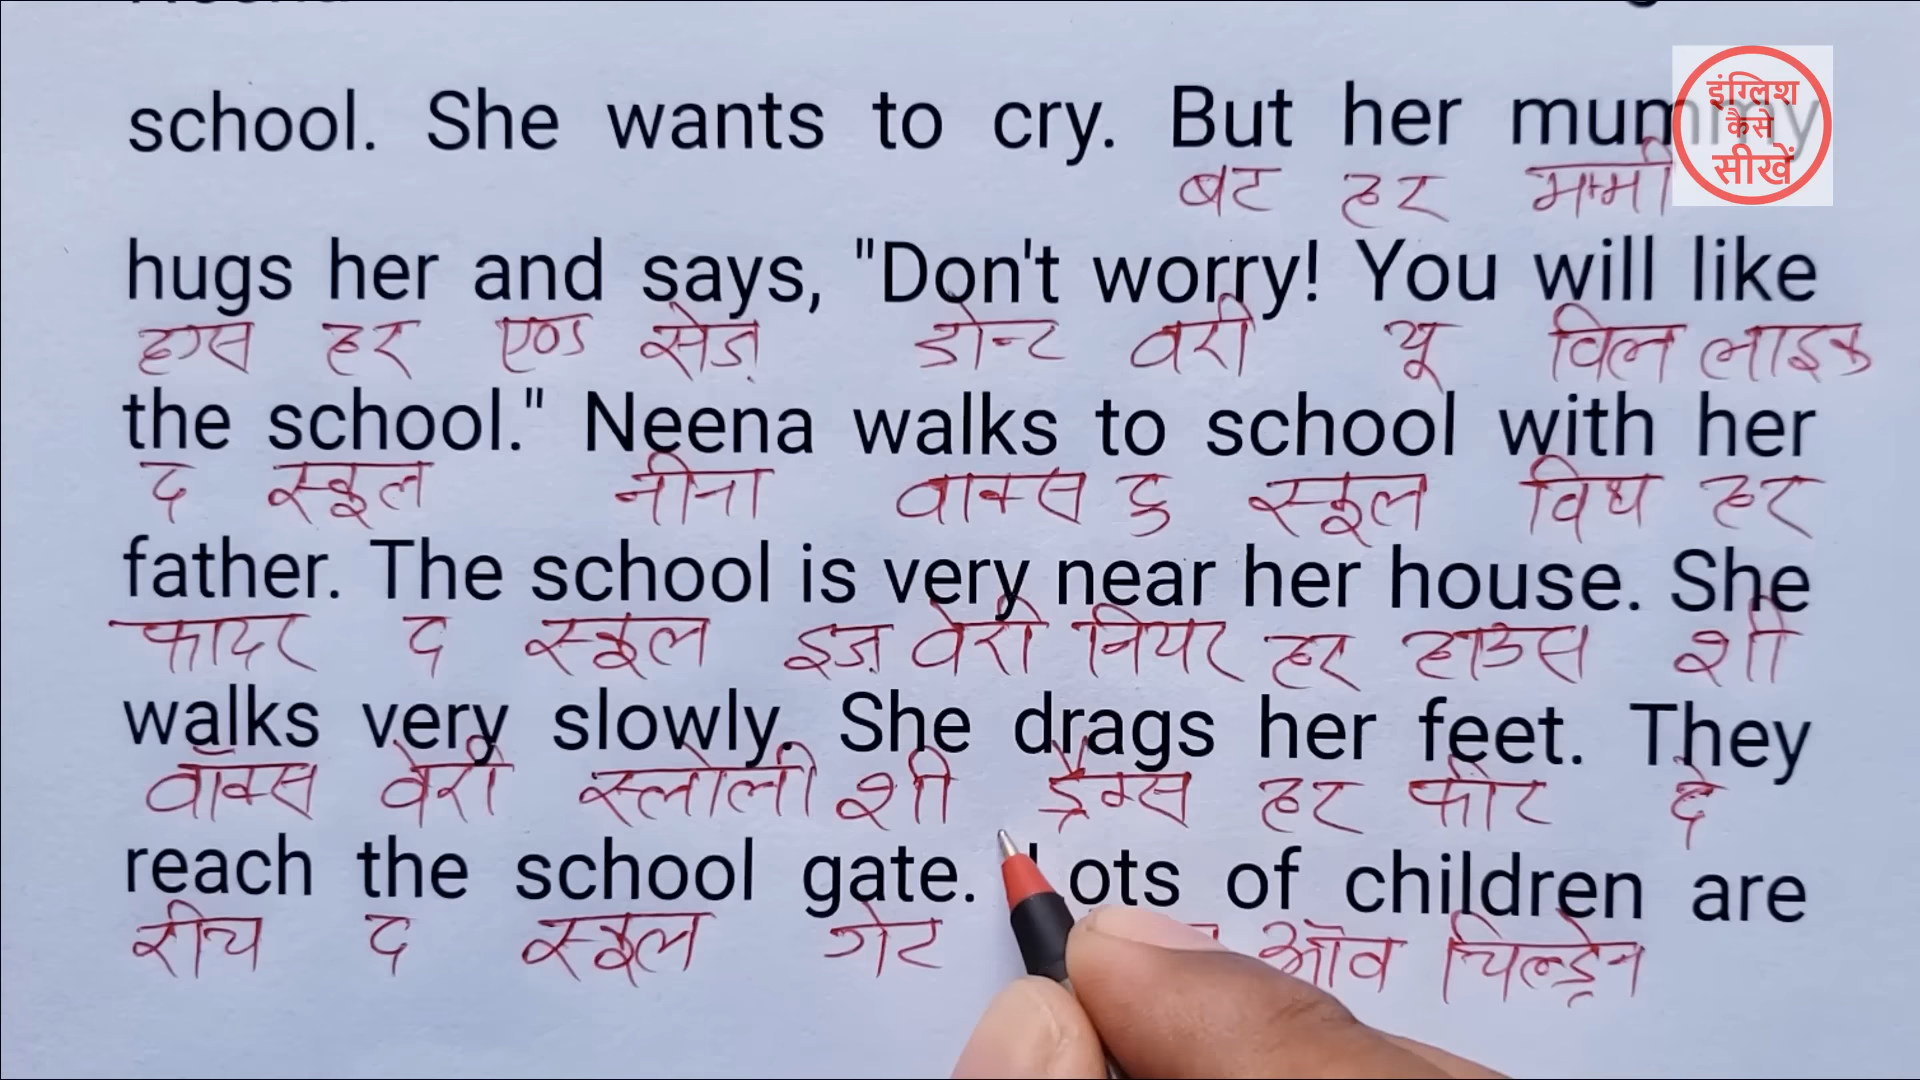 school. She wants to cry. But her mummy
बट हर मम्मी
hugs her and says, "Don't worry! You will like
हग्स हर एण्ड सेज़ डोन्ट वरी यू विल लाइक
the school." Neena walks to school with her
द स्कूल नीना वाक्स टु स्कूल विथ हर
father. The school is very near her house. She
फादर द स्कूल इज़ वेरी नियर हर हाउस शी
walks very slowly. She drags her feet. They
वॉक्स वेरी स्लोली शी ड्रैग्स हर फीट दे
reach the school gate. Lots of children are
रीच द स्कूल गेट ऑव चिल्ड्रेन
इंग्लिश
कैसे
सीखें